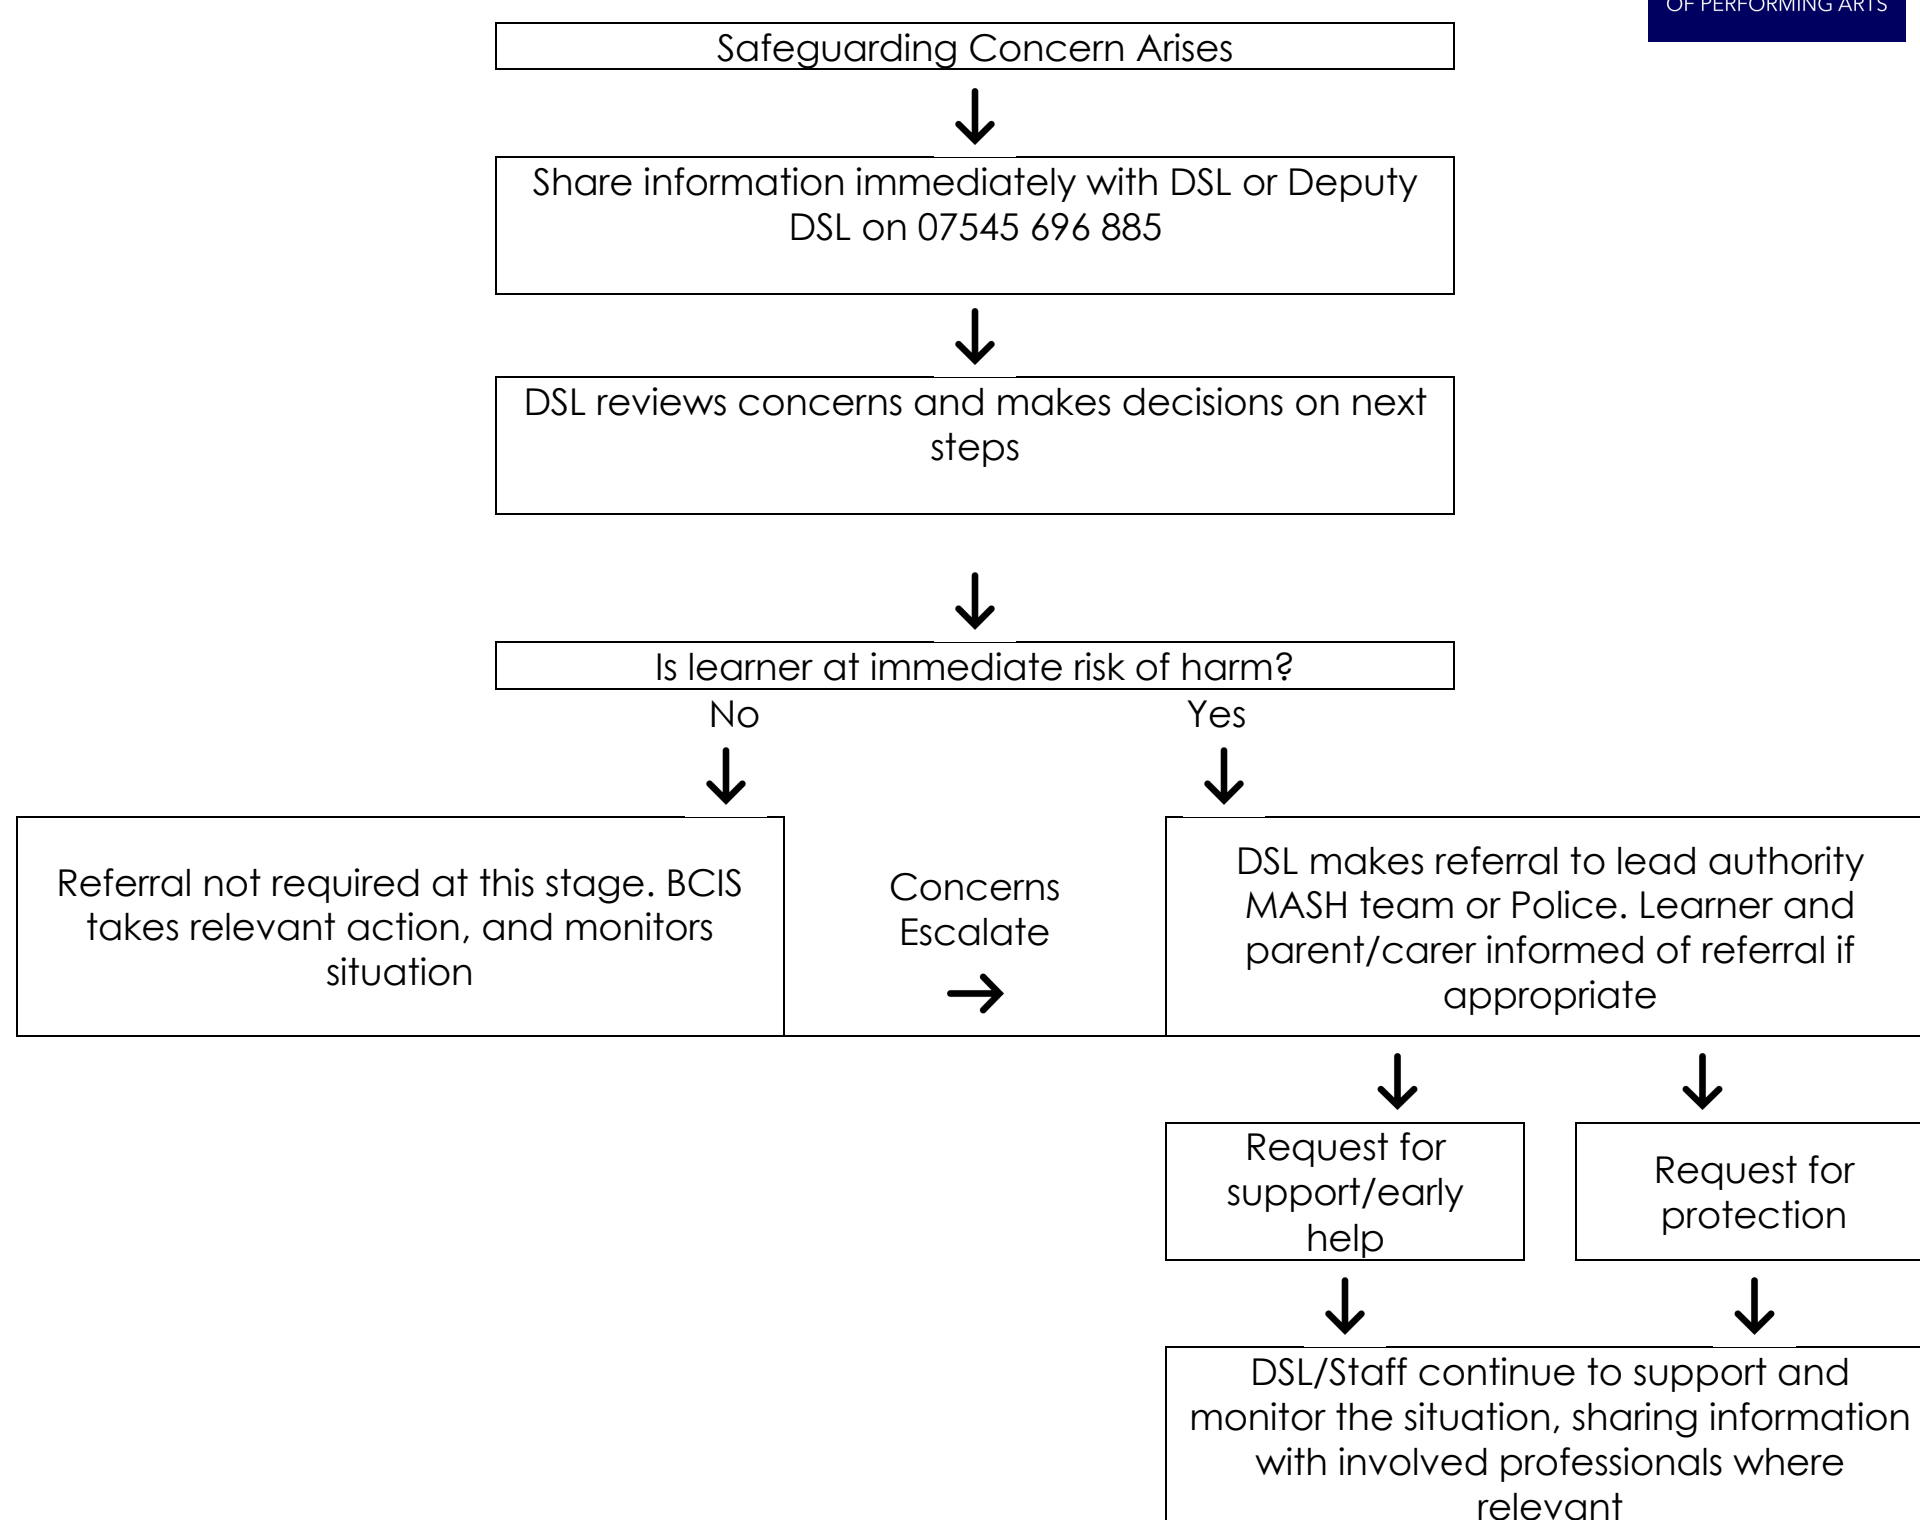 OF PERFORMING ARTS
Safeguarding Concern Arises
Share information immediately with DSL or Deputy
DSL on 07545 696 885
DSL reviews concerns and makes decisions on next
steps
Is learner at immediate risk of harm?
No
Yes
Referral not required at this stage. BCIS
takes relevant action, and monitors
situation
Concerns
Escalate
DSL makes referral to lead authority
MASH team or Police. Learner and
parent/carer informed of referral if
appropriate
Request for
support/early
help
Request for
protection
DSL/Staff continue to support and
monitor the situation, sharing information
with involved professionals where
relevant